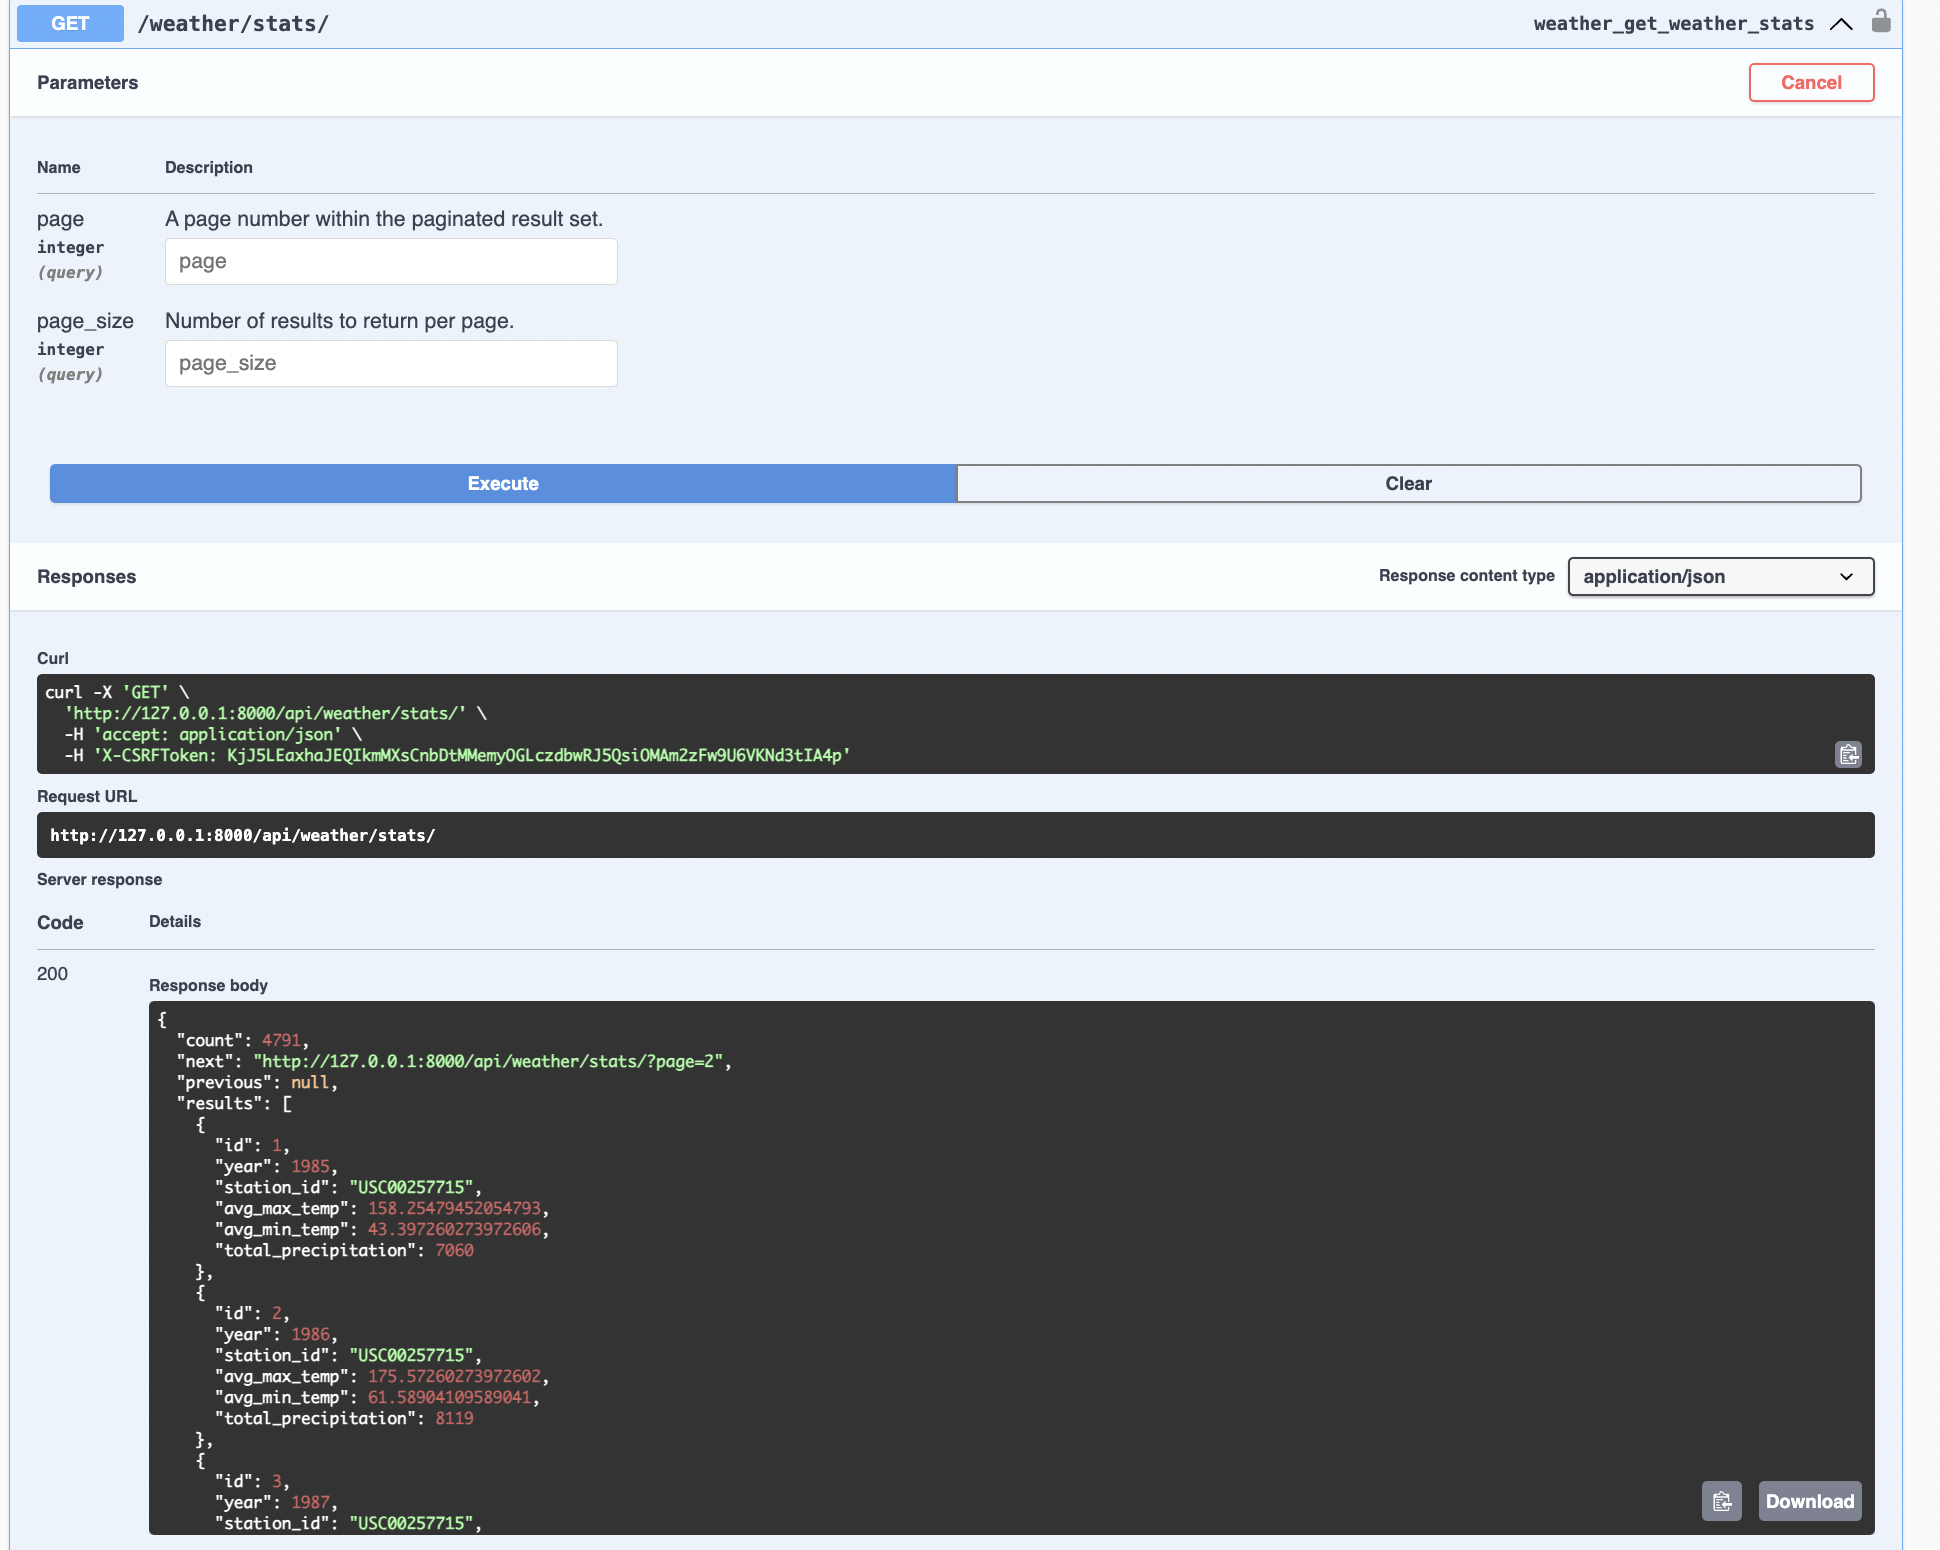 GET /weather/stats/ weather_get_weather_stats
Parameters Cancel
Name Description
page A page number within the paginated result set.
integer
(query) page
page_size Number of results to return per page.
integer
(query) page_size
Execute Clear
Responses Response content type application/json
Curl
curl -X 'GET' \
  'http://127.0.0.1:8000/api/weather/stats/' \
  -H 'accept: application/json' \
  -H 'X-CSRFToken: KjJ5LEaxhaJEQIkmMXsCnbDtMMemyOGLczdbwRJ5QsiOMAm2zFw9U6VKNd3tIA4p'
Request URL
http://127.0.0.1:8000/api/weather/stats/
Server response
Code Details
200
Response body
{
  "count": 4791,
  "next": "http://127.0.0.1:8000/api/weather/stats/?page=2",
  "previous": null,
  "results": [
    {
      "id": 1,
      "year": 1985,
      "station_id": "USC00257715",
      "avg_max_temp": 158.25479452054793,
      "avg_min_temp": 43.397260273972606,
      "total_precipitation": 7060
    },
    {
      "id": 2,
      "year": 1986,
      "station_id": "USC00257715",
      "avg_max_temp": 175.57260273972602,
      "avg_min_temp": 61.58904109589041,
      "total_precipitation": 8119
    },
    {
      "id": 3,
      "year": 1987,
      "station_id": "USC00257715",
Download